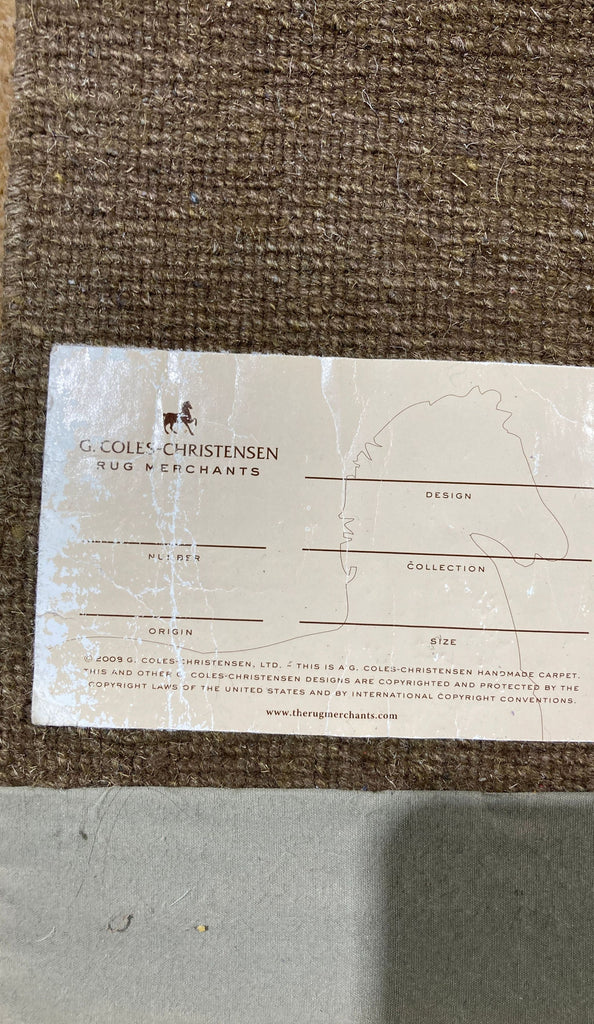 G. COLES-CHRISTENSEN
RUG MERCHANTS
DESIGN
NUMBER
COLLECTION
ORIGIN
SIZE
© 2009 G. COLES-CHRISTENSEN, LTD. – THIS IS A G. COLES-CHRISTENSEN HANDMADE CARPET.
THIS AND OTHER G. COLES-CHRISTENSEN DESIGNS ARE COPYRIGHTED AND PROTECTED BY THE
COPYRIGHT LAWS OF THE UNITED STATES AND BY INTERNATIONAL COPYRIGHT CONVENTIONS.
www.therugmerchants.com